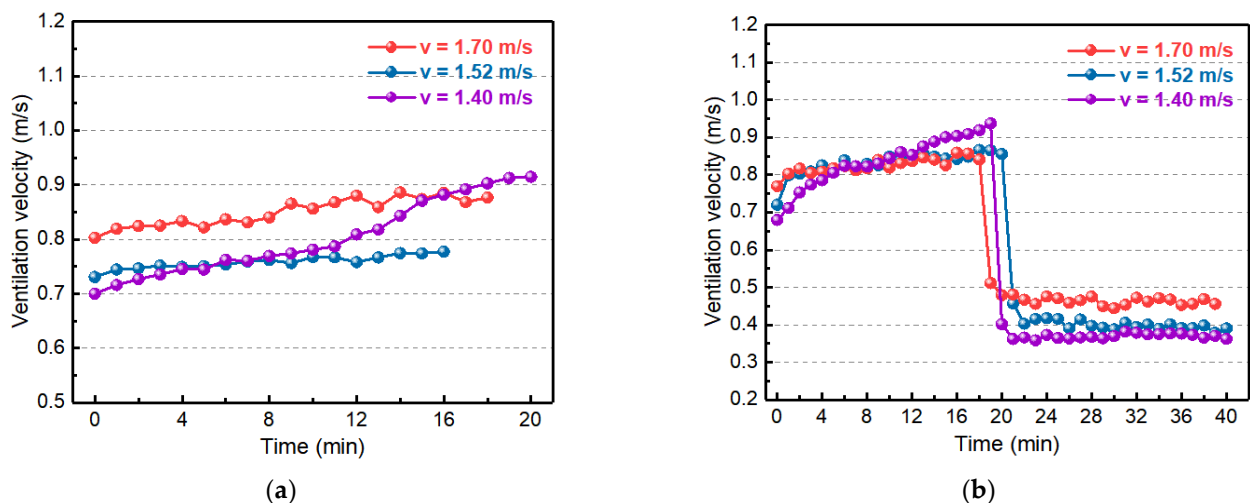 1.2
1.1
1.0
0.9
0.8
0.7
0.6
0.5
Ventilation velocity (m/s)
v = 1.70 m/s
v = 1.52 m/s
v = 1.40 m/s
0 4 8 12 16 20
Time (min)
(a)
1.2
1.1
1.0
0.9
0.8
0.7
0.6
0.5
0.4
0.3
0.2
Ventilation velocity (m/s)
v = 1.70 m/s
v = 1.52 m/s
v = 1.40 m/s
0 4 8 12 16 20 24 28 32 36 40
Time (min)
(b)